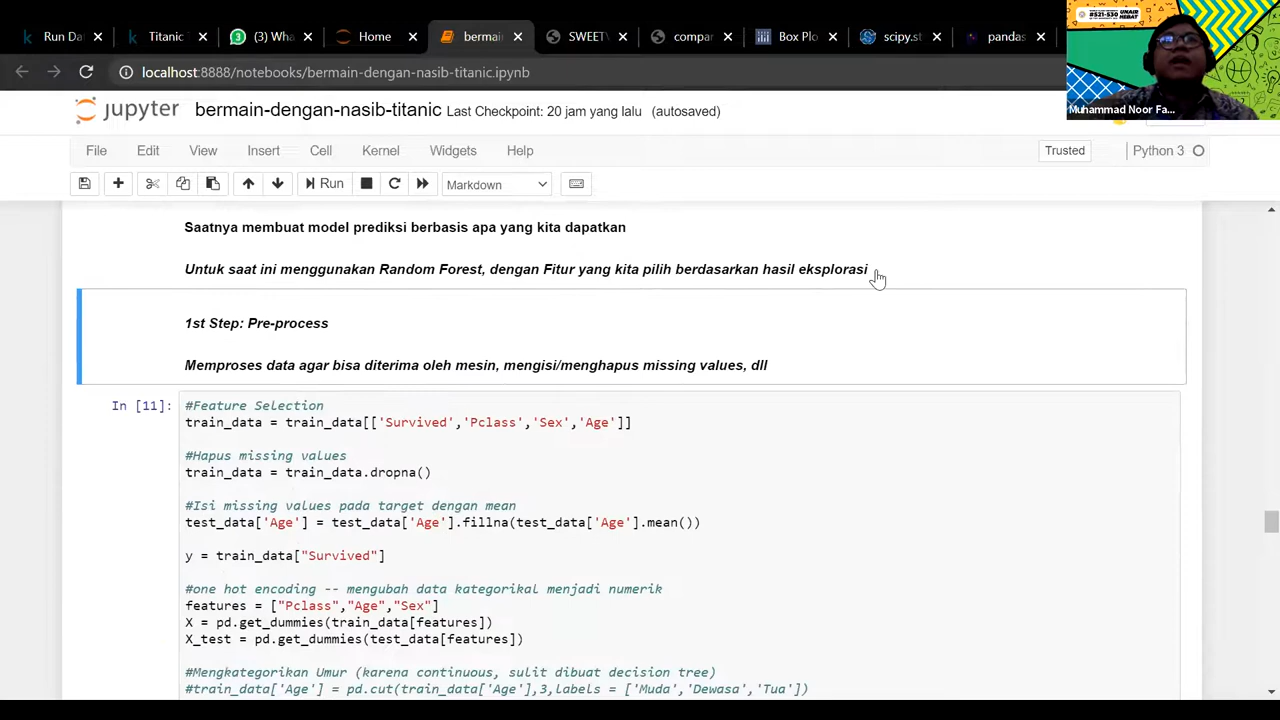 Run Da
Titanic
(3) Wha
Home
bermain
SWEETV
compar
Box Plo
scipy.st
pandas
#521-530
UNAIR
HEBAT
localhost:8888/notebooks/bermain-dengan-nasib-titanic.ipynb
Muhammad Noor Fa...
jupyter
bermain-dengan-nasib-titanic Last Checkpoint: 20 jam yang lalu (autosaved)
File Edit View Insert Cell Kernel Widgets Help
Trusted
Python 3
Run
Markdown
Saatnya membuat model prediksi berbasis apa yang kita dapatkan
Untuk saat ini menggunakan Random Forest, dengan Fitur yang kita pilih berdasarkan hasil eksplorasi
1st Step: Pre-process
Memproses data agar bisa diterima oleh mesin, mengisi/menghapus missing values, dll
In [11]:
#Feature Selection
train_data = train_data[['Survived','Pclass','Sex','Age']]
#Hapus missing values
train_data = train_data.dropna()
#Isi missing values pada target dengan mean
test_data['Age'] = test_data['Age'].fillna(test_data['Age'].mean())
y = train_data["Survived"]
#one hot encoding -- mengubah data kategorikal menjadi numerik
features = ["Pclass","Age","Sex"]
X = pd.get_dummies(train_data[features])
X_test = pd.get_dummies(test_data[features])
#Mengkategorikan Umur (karena continuous, sulit dibuat decision tree)
#train_data['Age'] = pd.cut(train_data['Age'],3,labels = ['Muda','Dewasa','Tua'])